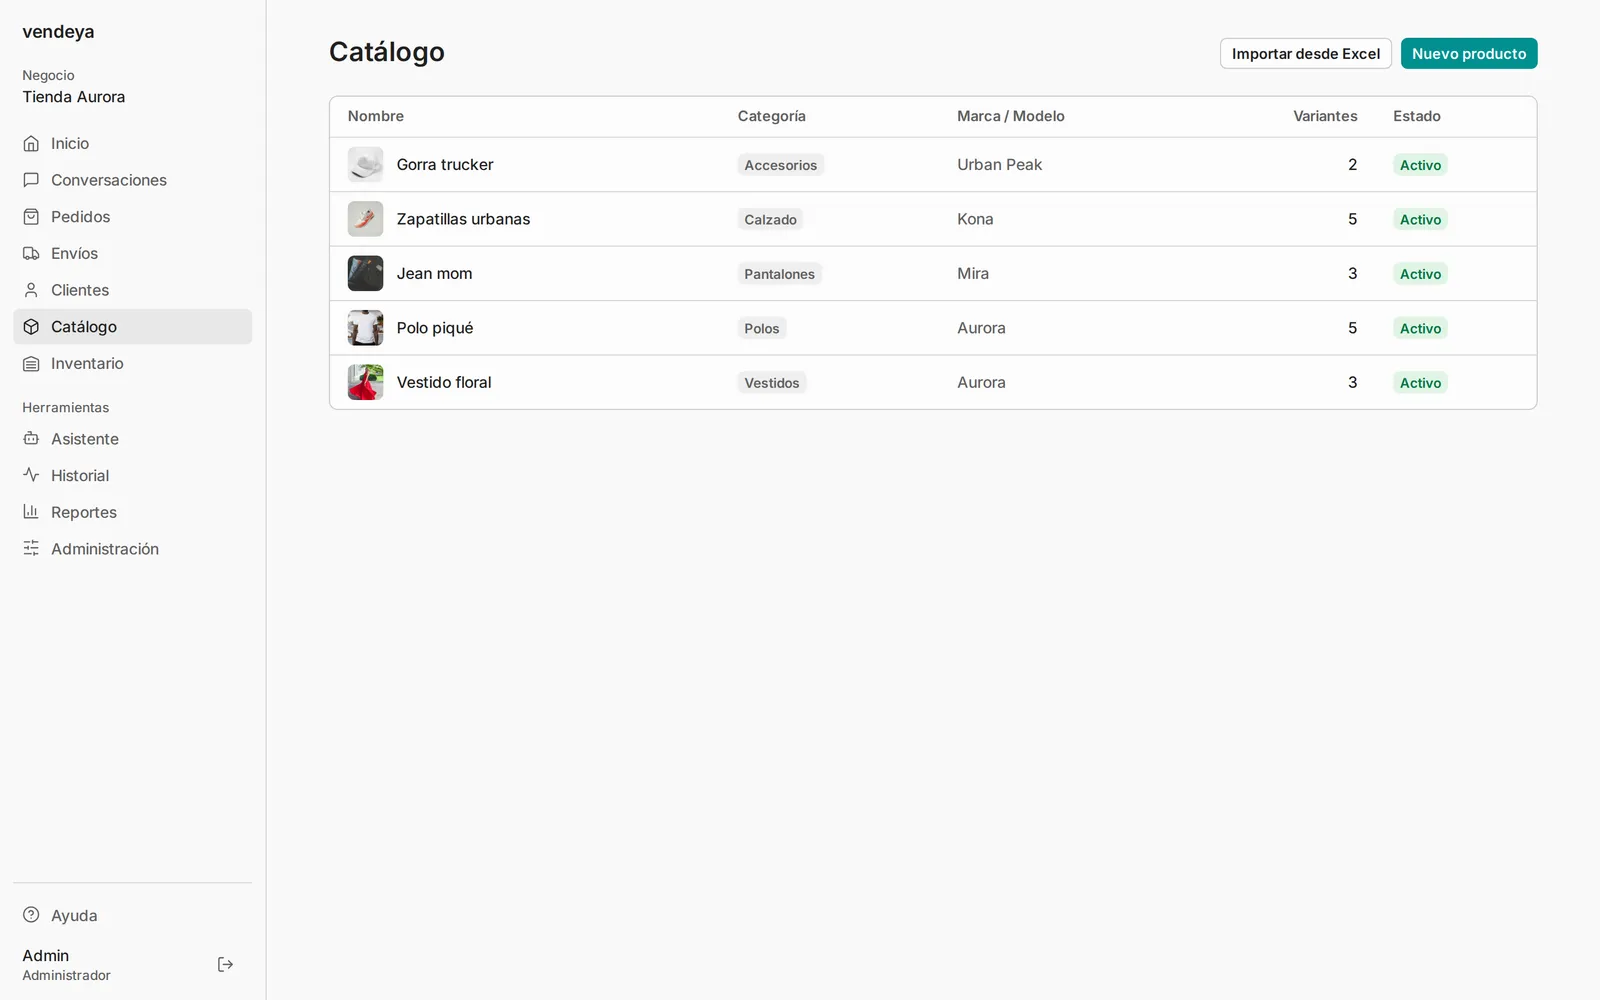 vendeya
Negocio
Tienda Aurora
Inicio
Conversaciones
Pedidos
Envíos
Clientes
Catálogo
Inventario
Herramientas
Asistente
Historial
Reportes
Administración
Ayuda
Admin
Administrador
Catálogo
Importar desde Excel
Nuevo producto
Nombre Categoría Marca / Modelo Variantes Estado
Gorra trucker Accesorios Urban Peak 2 Activo
Zapatillas urbanas Calzado Kona 5 Activo
Jean mom Pantalones Mira 3 Activo
Polo piqué Polos Aurora 5 Activo
Vestido floral Vestidos Aurora 3 Activo